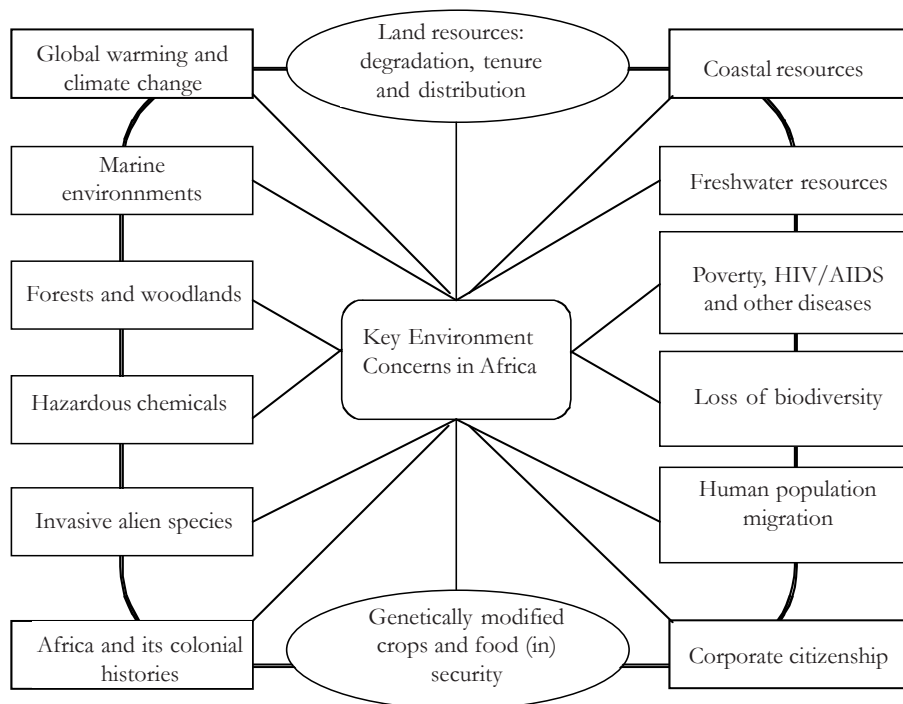 Global warming and
climate change
Land resources:
degradation, tenure
and distribution
Coastal resources
Marine
environnments
Freshwater resources
Forests and woodlands
Poverty, HIV/AIDS
and other diseases
Key Environment
Concerns in Africa
Hazardous chemicals
Loss of biodiversity
Invasive alien species
Human population
migration
Africa and its colonial
histories
Genetically modified
crops and food (in)
security
Corporate citizenship